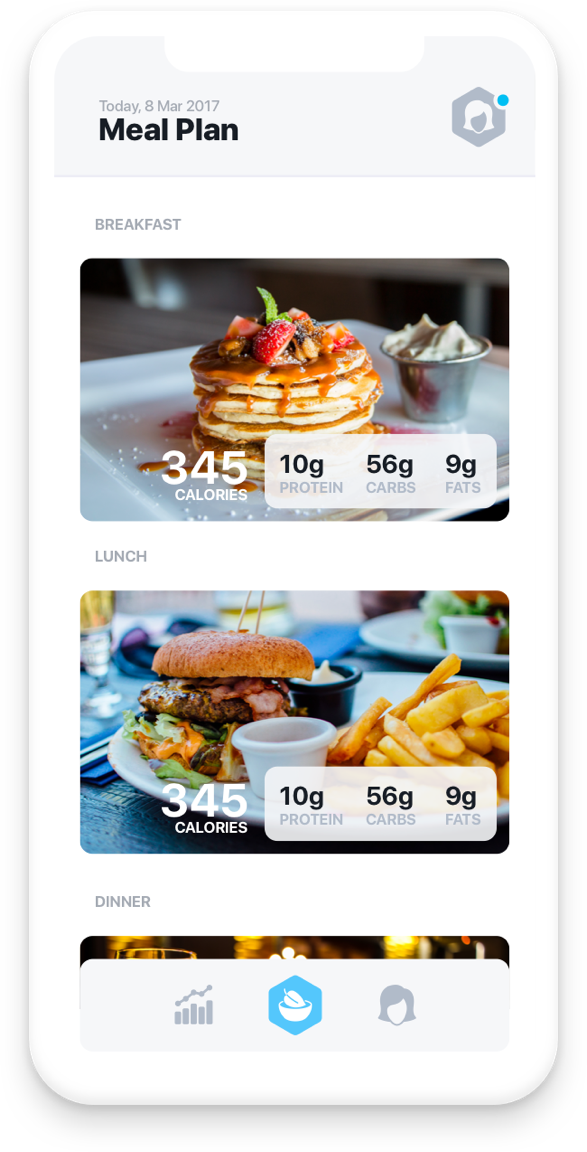 Today, 8 Mar 2017
Meal Plan
BREAKFAST
345
CALORIES
10g 56g 9g
PROTEIN CARBS FATS
LUNCH
345
CALORIES
10g 56g 9g
PROTEIN CARBS FATS
DINNER